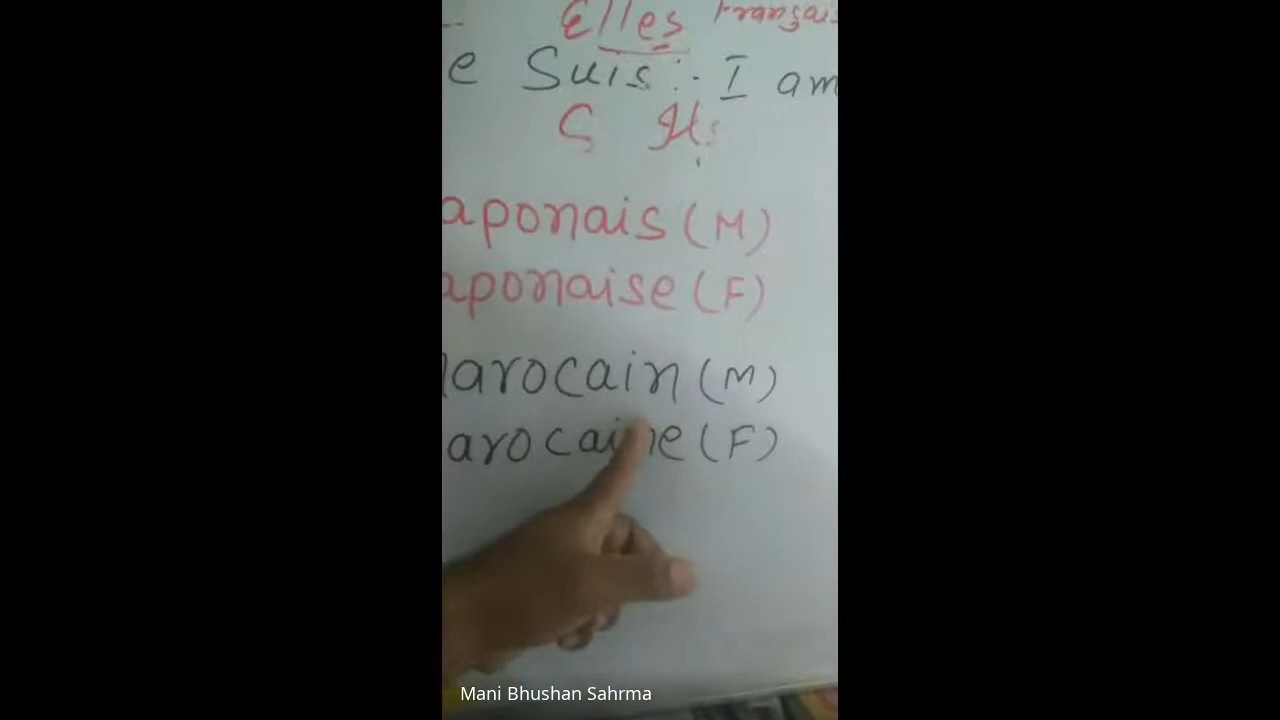 Elles
e Suis :- I am
aponais (M)
aponaise (F)
arocain (M)
arocaine (F)
Mani Bhushan Sahrma